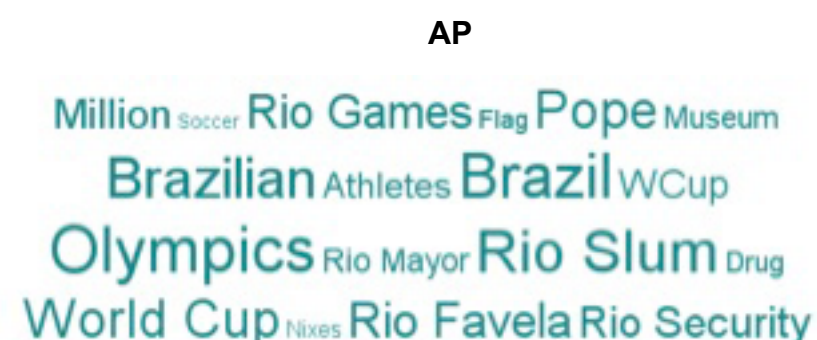 AP
Million Soccer Rio Games Flag Pope Museum
Brazilian Athletes Brazil WCup
Olympics Rio Mayor Rio Slum Drug
World Cup Nixes Rio Favela Rio Security